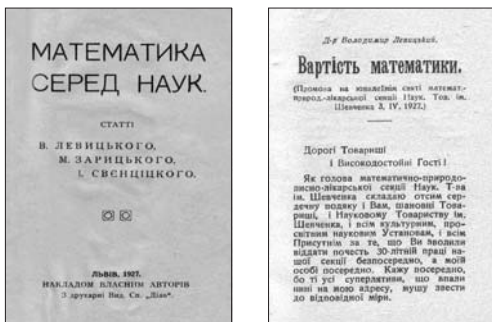 МАТЕМАТИКА
СЕРЕД НАУК.
СТАТТІ
В. ЛЕВИЦЬКОГО,
М. ЗАРИЦЬКОГО,
І. СВЄНЦІЦКОГО.
ЛЬВІВ, 1927.
НАКЛАДОМ ВЛАСНИМ АВТОРІВ
З друкарні Вид. Сп. „Діло“.
Д-р Володимир Левицький.
Вартість математики.
(Промова на ювилейнім святі математ.-
природ.-лікарської секції Наук. Тов. ім.
Шевченка 3. IV. 1927.)
Дорогі Товариші
і Високодостойні Гості!
Як голова математично-природо-
писно-лікарської секції Наук. Т-ва
ім. Шевченка складаю отсим сер-
дечну подяку і Вам, шановні Това-
риші, і Науковому Товариству ім.
Шевченка, і всім культурним, про-
світним науковим Установам, і всім
Присутнім за те, що Ви зволили
віддати почесть 30-літній праці на-
шої секції безпосередно, а моїй
особі посередно. Кажу посередно,
бо ті усі суперлятиви, що впали
нині на мою адресу, мушу звести
до відповідної міри.